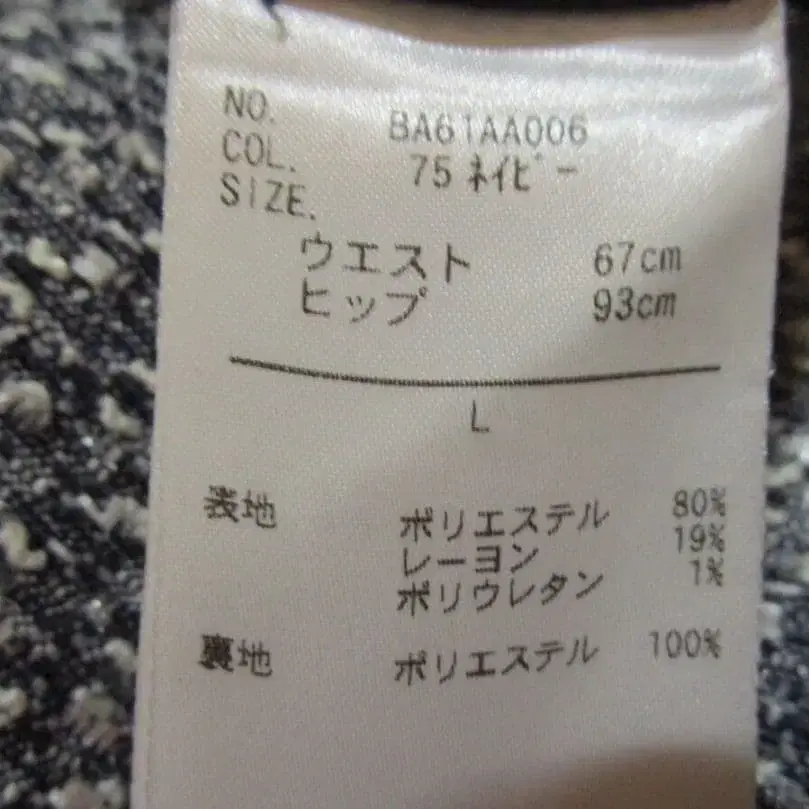 NO. BA61AA006
COL. 75 ﾈｲﾋﾞｰ
SIZE.
ウエスト 67cm
ヒップ 93cm
L
表地 ポリエステル 80%
レーヨン 19%
ポリウレタン 1%
裏地 ポリエステル 100%